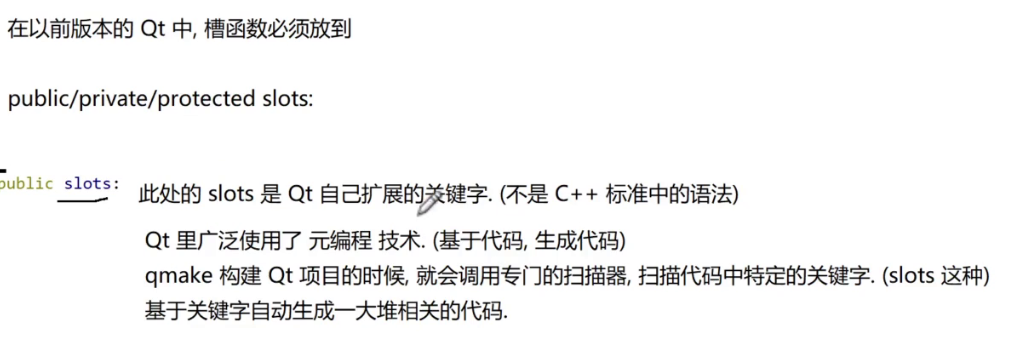 在以前版本的 Qt 中, 槽函数必须放到
public/private/protected slots:
public slots: 此处的 slots 是 Qt 自己扩展的关键字. (不是 C++ 标准中的语法)
Qt 里广泛使用了 元编程 技术. (基于代码, 生成代码)
qmake 构建 Qt 项目的时候, 就会调用专门的扫描器, 扫描代码中特定的关键字. (slots 这种)
基于关键字自动生成一大堆相关的代码.